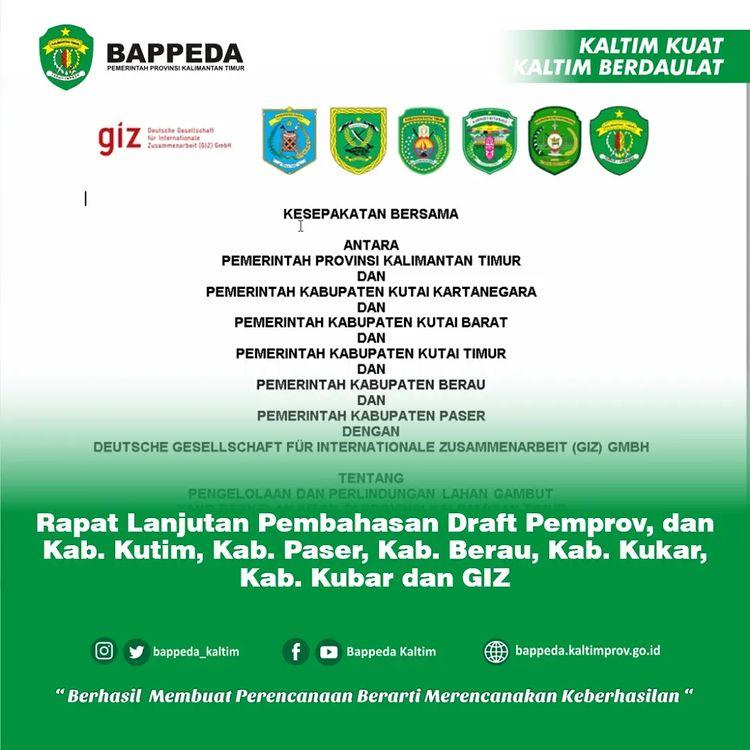 BAPPEDA
PEMERINTAH PROVINSI KALIMANTAN TIMUR
KALTIM KUAT
KALTIM BERDAULAT
giz
Deutsche Gesellschaft
für Internationale
Zusammenarbeit (GIZ) GmbH
KESEPAKATAN BERSAMA
ANTARA
PEMERINTAH PROVINSI KALIMANTAN TIMUR
DAN
PEMERINTAH KABUPATEN KUTAI KARTANEGARA
DAN
PEMERINTAH KABUPATEN KUTAI BARAT
DAN
PEMERINTAH KABUPATEN KUTAI TIMUR
DAN
PEMERINTAH KABUPATEN BERAU
DAN
PEMERINTAH KABUPATEN PASER
DENGAN
DEUTSCHE GESELLSCHAFT FÜR INTERNATIONALE ZUSAMMENARBEIT (GIZ) GMBH
TENTANG
PENGELOLAAN DAN PERLINDUNGAN LAHAN GAMBUT
Rapat Lanjutan Pembahasan Draft Pemprov, dan
Kab. Kutim, Kab. Paser, Kab. Berau, Kab. Kukar,
Kab. Kubar dan GIZ
bappeda_kaltim
Bappeda Kaltim
bappeda.kaltimprov.go.id
“ Berhasil Membuat Perencanaan Berarti Merencanakan Keberhasilan “